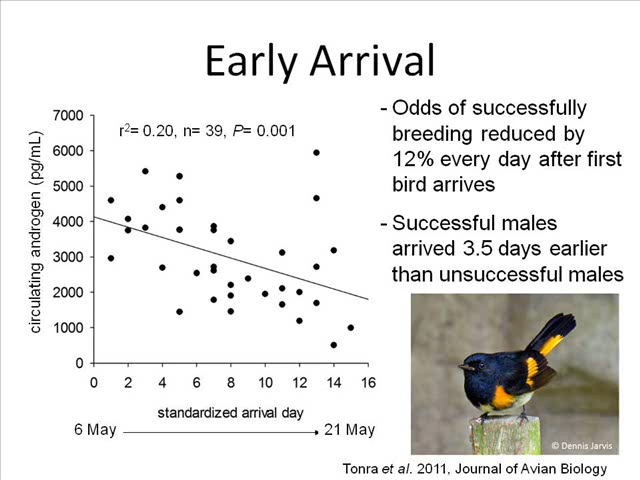 Early Arrival
7000
6000
5000
4000
3000
2000
1000
0
circulating androgen (pg/mL)
r²= 0.20, n= 39, P= 0.001
0 2 4 6 8 10 12 14 16
standardized arrival day
6 May 21 May
- Odds of successfully
breeding reduced by
12% every day after first
bird arrives
- Successful males
arrived 3.5 days earlier
than unsuccessful males
© Dennis Jarvis
Tonra et al. 2011, Journal of Avian Biology